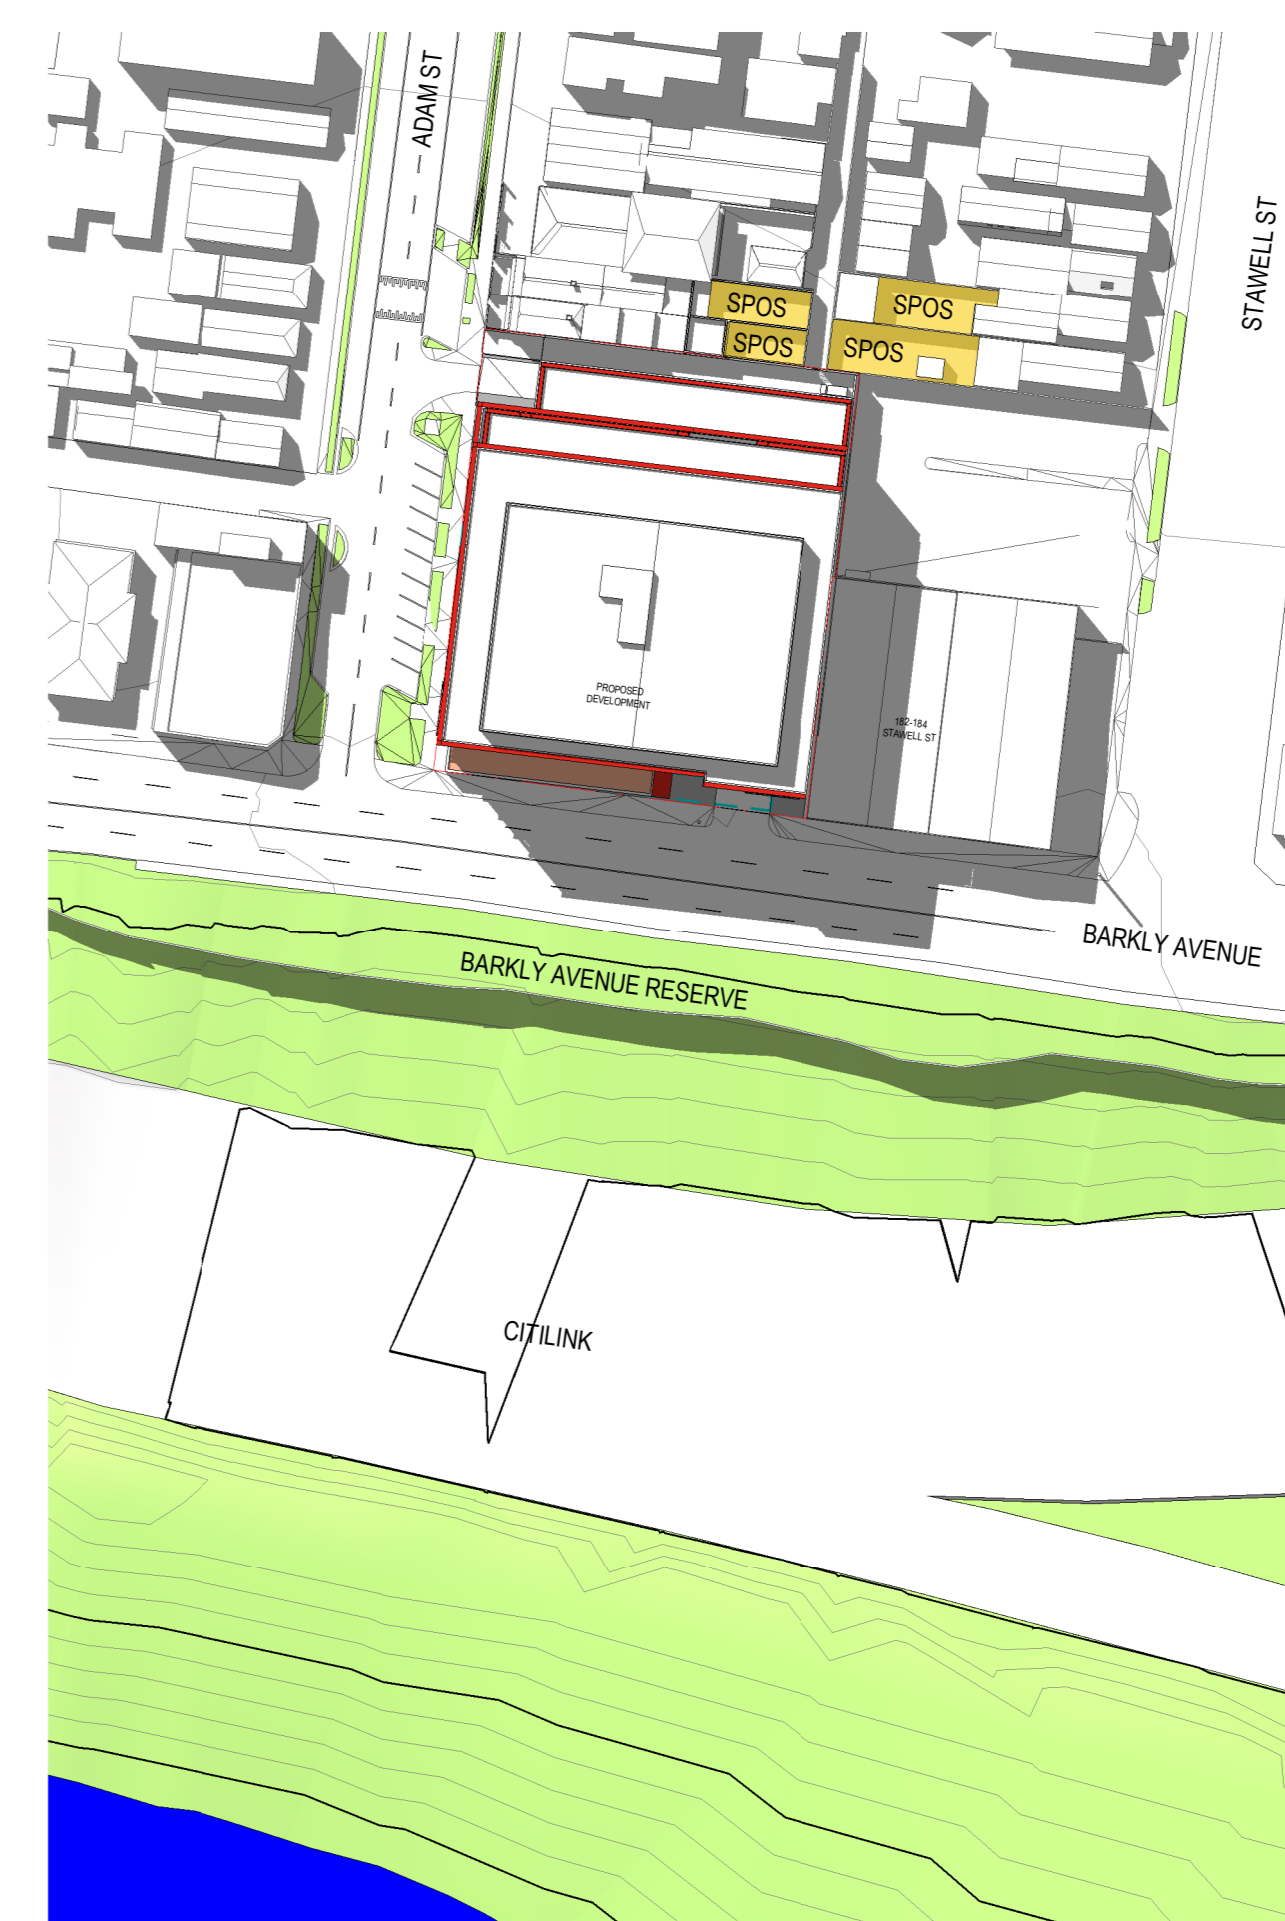 ADAM ST
STAWELL ST
SPOS
SPOS
SPOS
SPOS
PROPOSED
DEVELOPMENT
182-184
STAWELL ST
BARKLY AVENUE
BARKLY AVENUE RESERVE
CITILINK